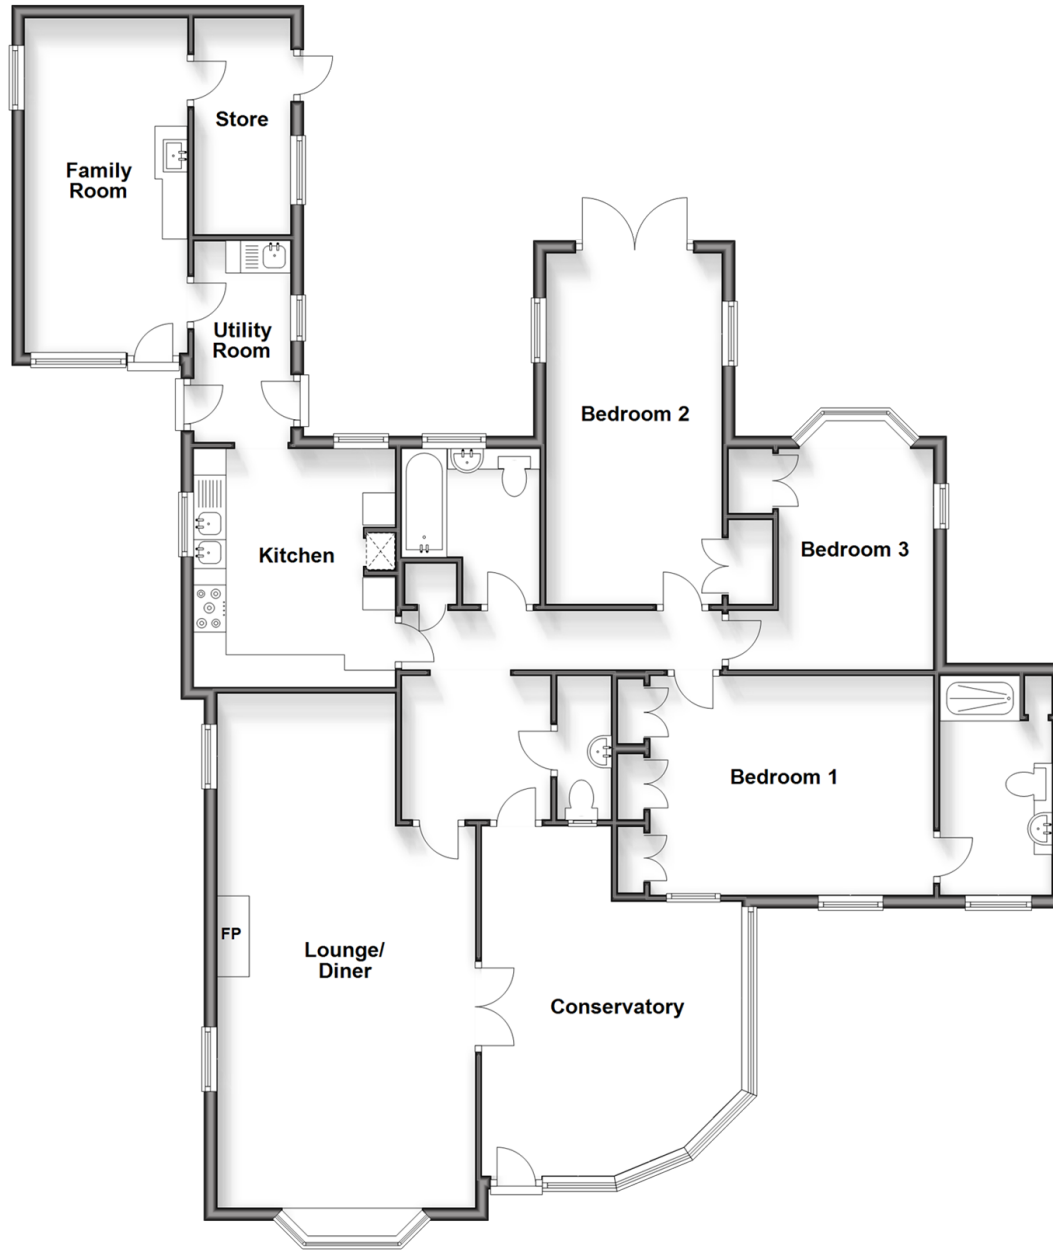 Store
Family
Room
Utility
Room
Bedroom 2
Kitchen
Bedroom 3
Bedroom 1
FP
Lounge/
Diner
Conservatory